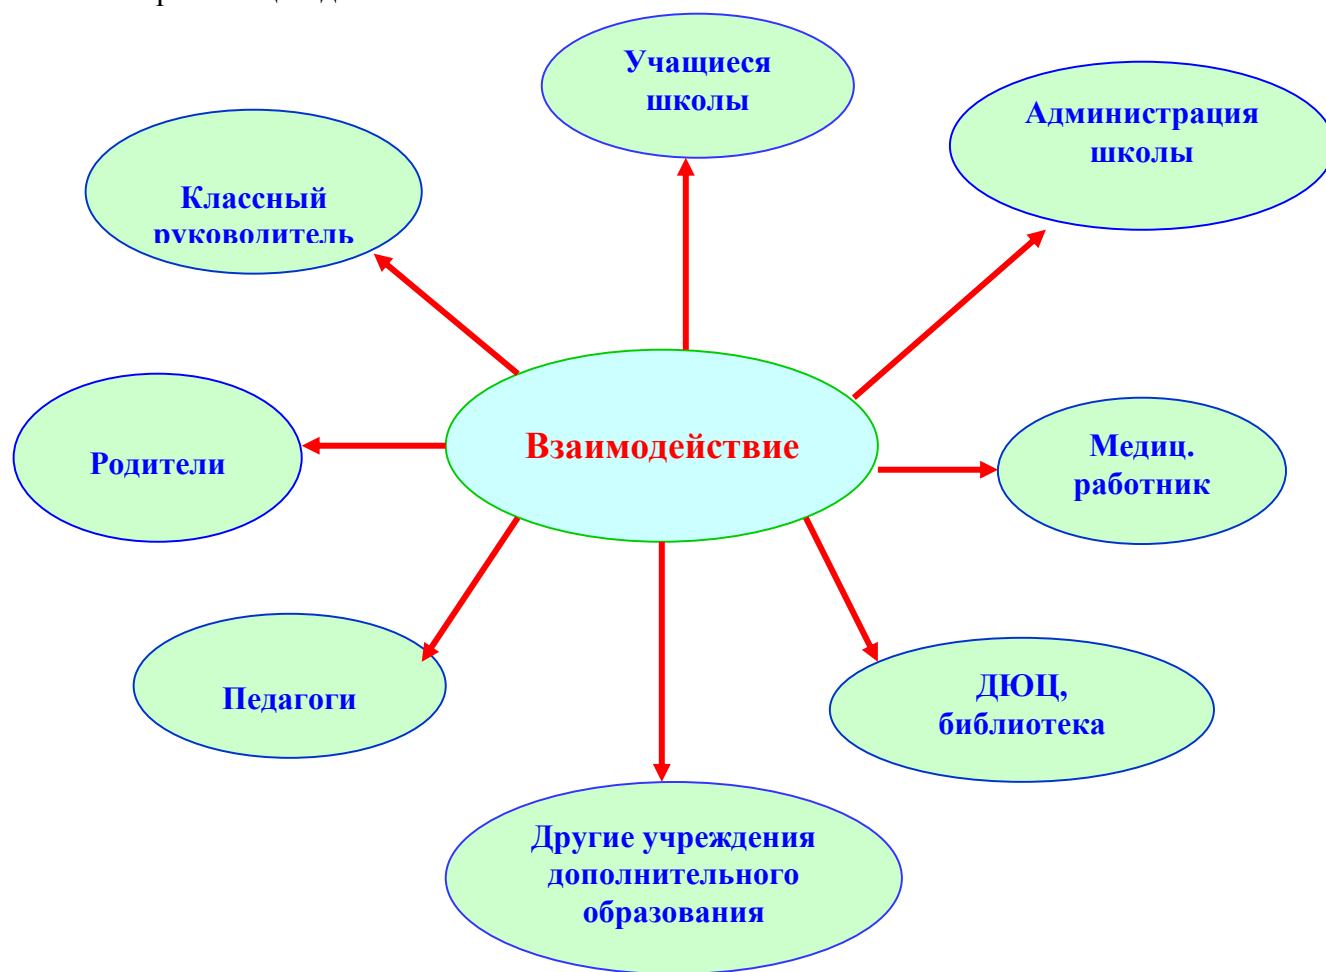 Учащиеся
школы
Администрация
школы
Классный
руководитель
Взаимодействие
Родители
Медиц.
работник
Педагоги
ДЮЦ,
библиотека
Другие учреждения
дополнительного
образования